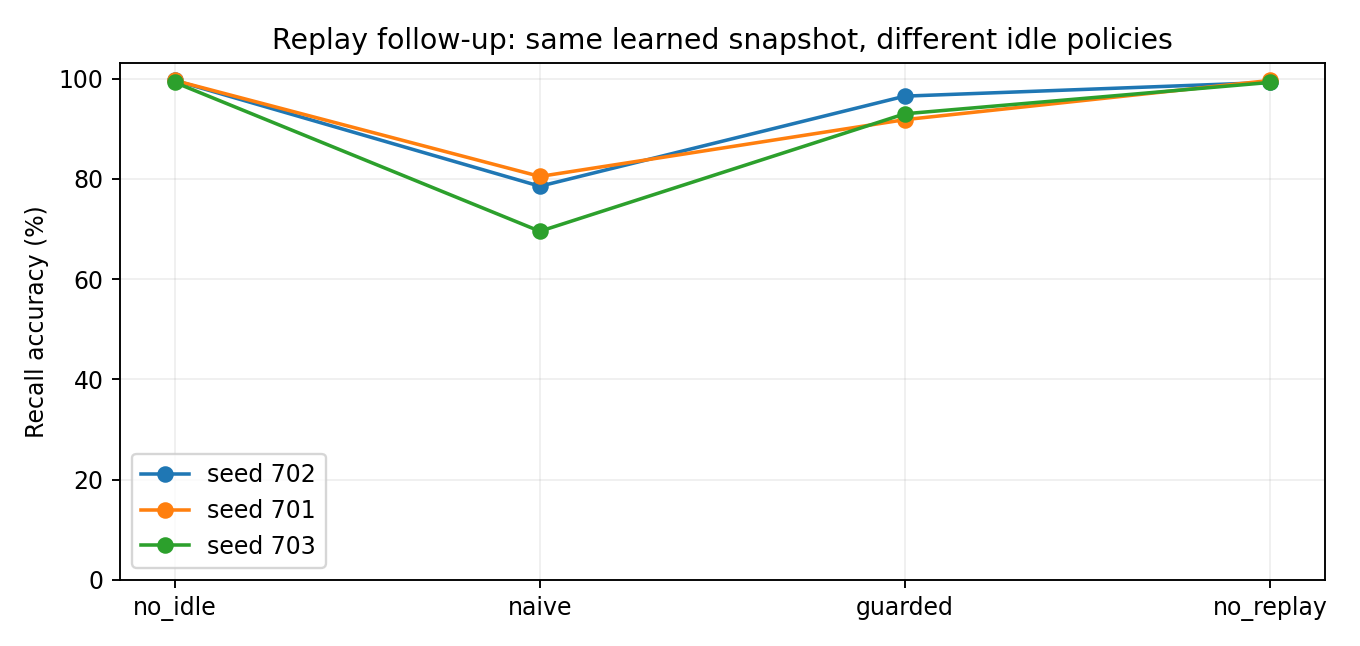 Replay follow-up: same learned snapshot, different idle policies
Recall accuracy (%)
100
80
60
40
20
0
seed 702
seed 701
seed 703
no_idle
naive
guarded
no_replay